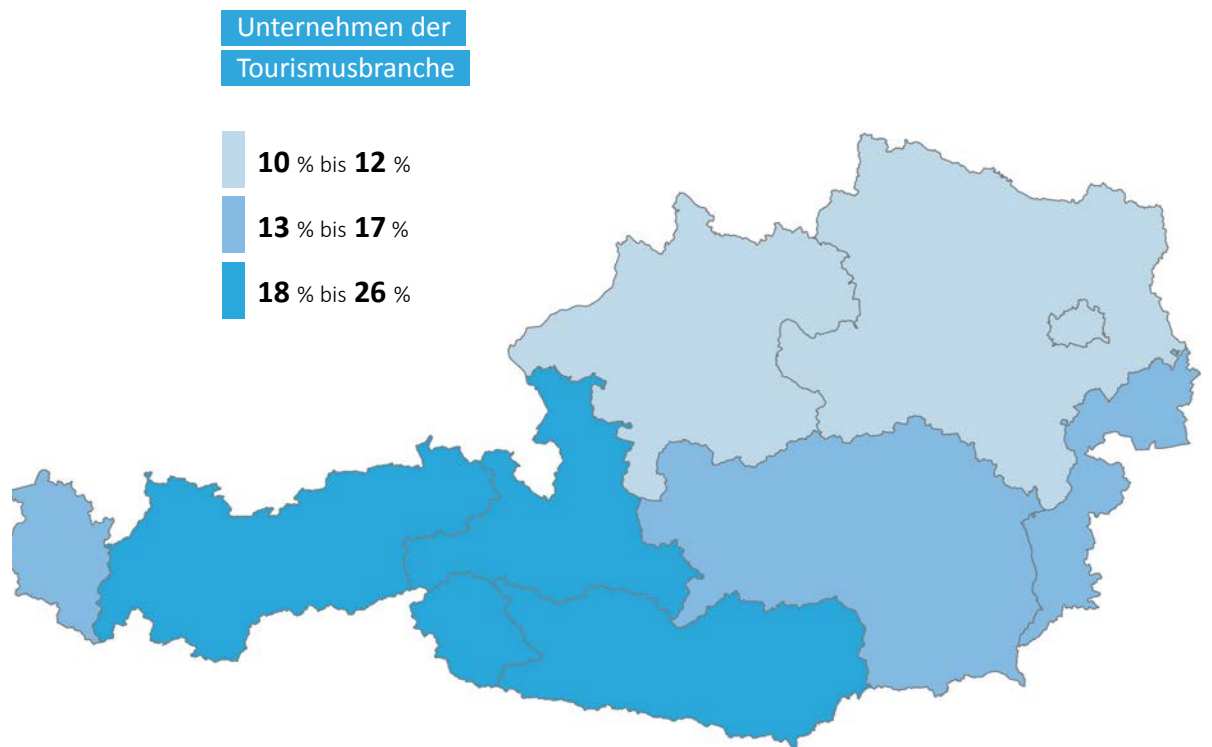 Unternehmen der
Tourismusbranche
10 % bis 12 %
13 % bis 17 %
18 % bis 26 %